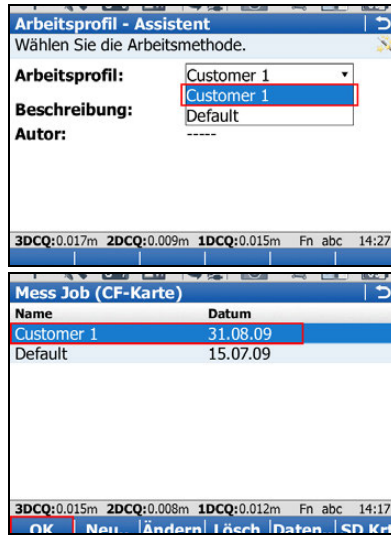 Arbeitsprofil - Assistent
Wählen Sie die Arbeitsmethode.
Arbeitsprofil: Customer 1
Customer 1
Beschreibung: Default
Autor: -----
3DCQ:0.017m 2DCQ:0.009m 1DCQ:0.015m Fn abc 14:27
Mess Job (CF-Karte)
Name Datum
Customer 1 31.08.09
Default 15.07.09
3DCQ:0.015m 2DCQ:0.008m 1DCQ:0.012m Fn abc 14:17
OK Neu Ändern Lösch Daten SD Krt